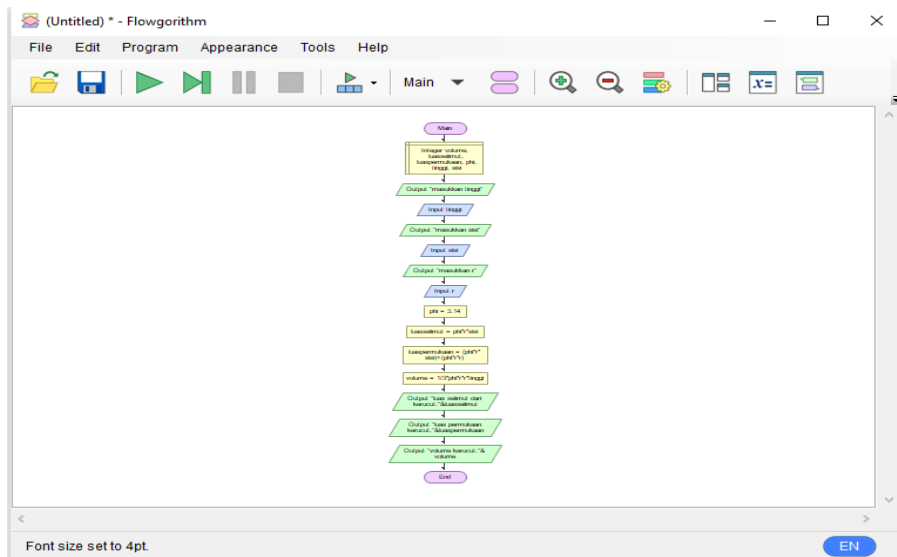 (Untitled) * - Flowgorithm
File Edit Program Appearance Tools Help
Main
x=
Main
Integer volume,
luasselimul,
luaspermukaan, phi,
tinggi, sisi
Output "masukkan tinggi"
Input tinggi
Output "masukkan sisi"
Input sisi
Output "masukkan r"
Input r
phi = 3.14
luasselimul = phi*r*sisi
luaspermukaan = (phi*r*
sisi)+(phi*r*r)
volume = 1/3*phi*r*r*tinggi
Output "luas selimut dari
kerucut:"&luasselimul
Output "luas permukaan
kerucut:"&luaspermukaan
Output "volume kerucut:"&
volume
End
Font size set to 4pt.
EN